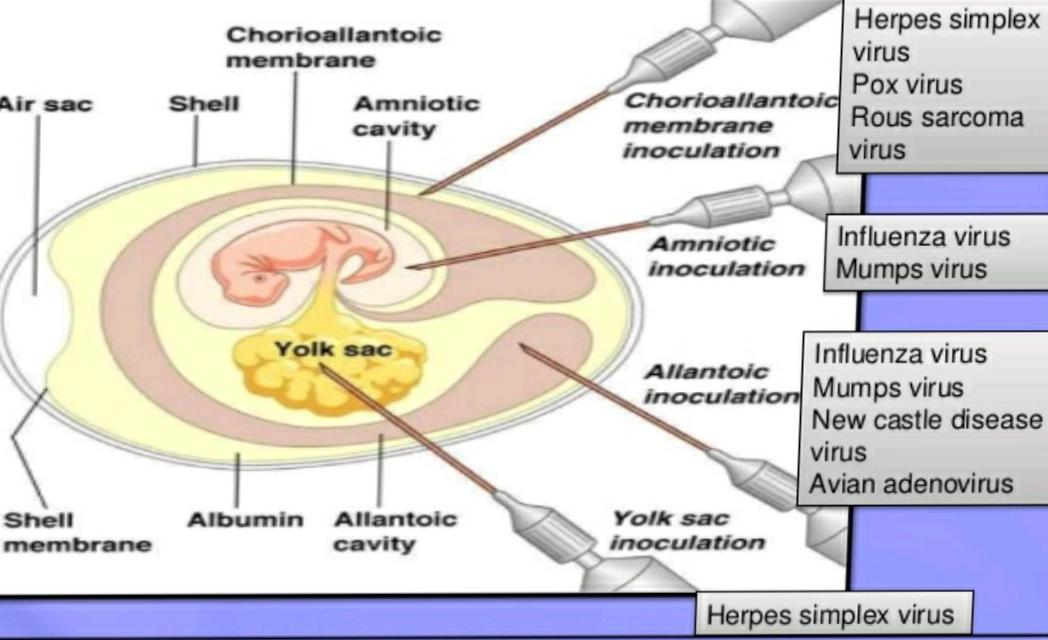 Chorioallantoic
membrane
Air sac
Shell
Amniotic
cavity
Chorioallantoic
membrane
inoculation
Herpes simplex
virus
Pox virus
Rous sarcoma
virus
Amniotic
inoculation
Influenza virus
Mumps virus
Yolk sac
Allantoic
inoculation
Influenza virus
Mumps virus
New castle disease
virus
Avian adenovirus
Shell
membrane
Albumin
Allantoic
cavity
Yolk sac
inoculation
Herpes simplex virus